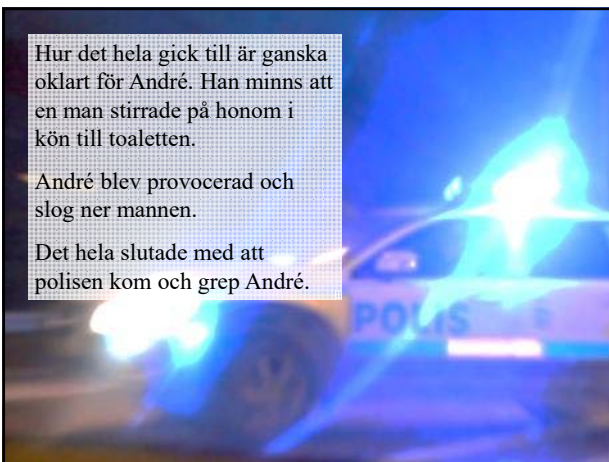 Hur det hela gick till är ganska
oklart för André. Han minns att
en man stirrade på honom i
kön till toaletten.
André blev provocerad och
slog ner mannen.
Det hela slutade med att
polisen kom och grep André.
POLIS